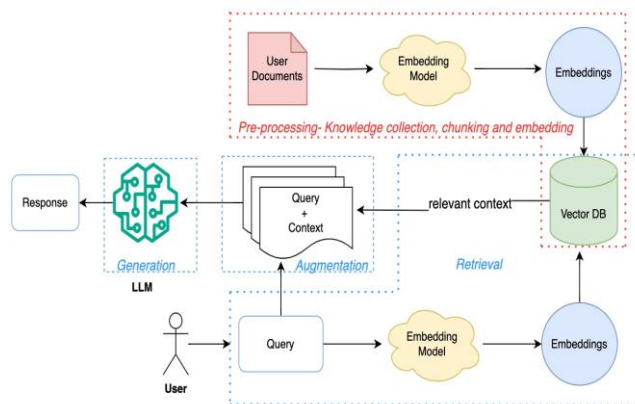 User
Documents
Embedding
Model
Embeddings
Pre-processing- Knowledge collection, chunking and embedding
Response
Generation
LLM
Query
+
Context
Augmentation
relevant context
Vector DB
Retrieval
User
Query
Embedding
Model
Embeddings